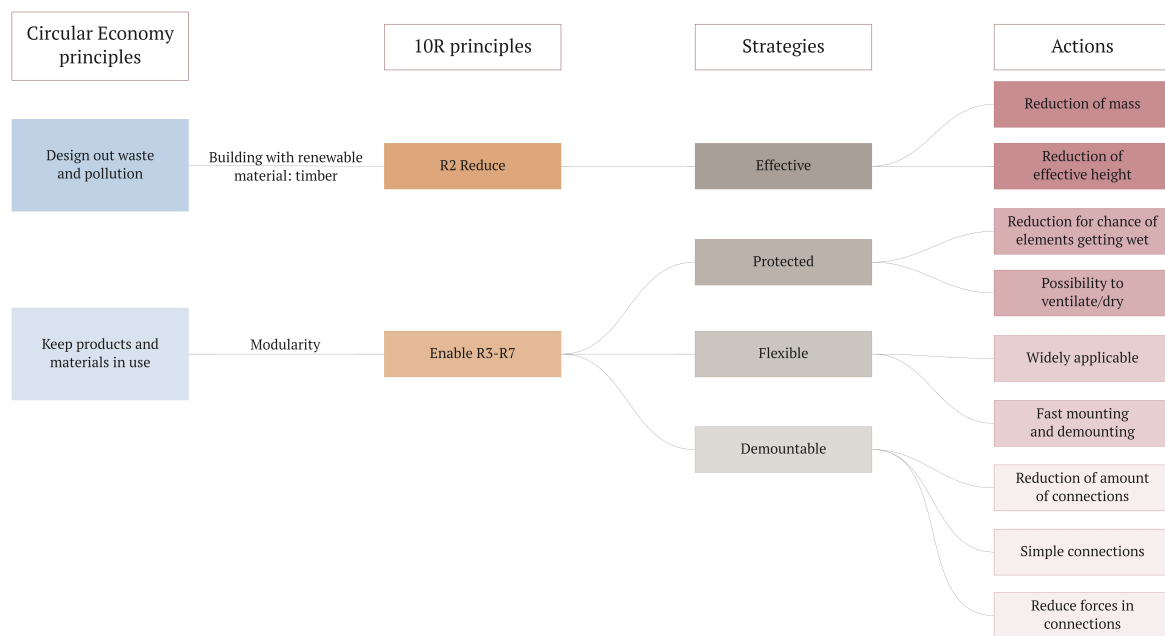 Circular Economy
principles
10R principles
Strategies
Actions
Design out waste
and pollution
Building with renewable
material: timber
R2 Reduce
Effective
Reduction of mass
Reduction of
effective height
Keep products and
materials in use
Modularity
Enable R3-R7
Protected
Reduction for chance of
elements getting wet
Possibility to
ventilate/dry
Flexible
Widely applicable
Fast mounting
and demounting
Demountable
Reduction of amount
of connections
Simple connections
Reduce forces in
connections